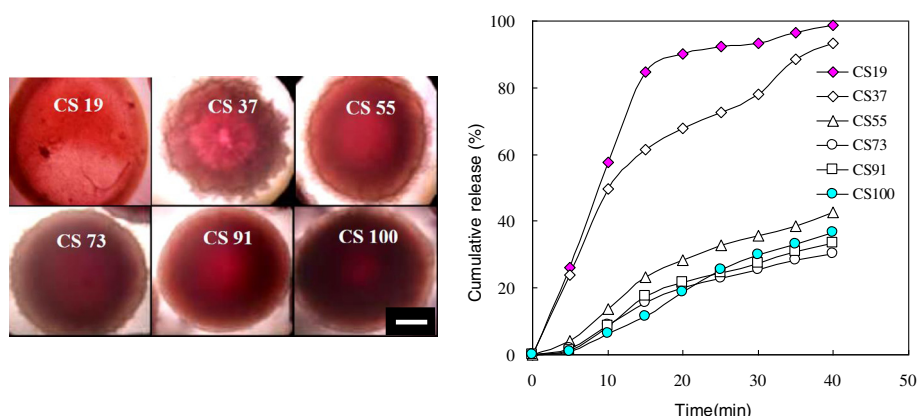 CS 19
CS 37
CS 55
CS 73
CS 91
CS 100
Cumulative release (%)
100
80
60
40
20
0
0
10
20
30
40
50
Time(min)
CS19
CS37
CS55
CS73
CS91
CS100